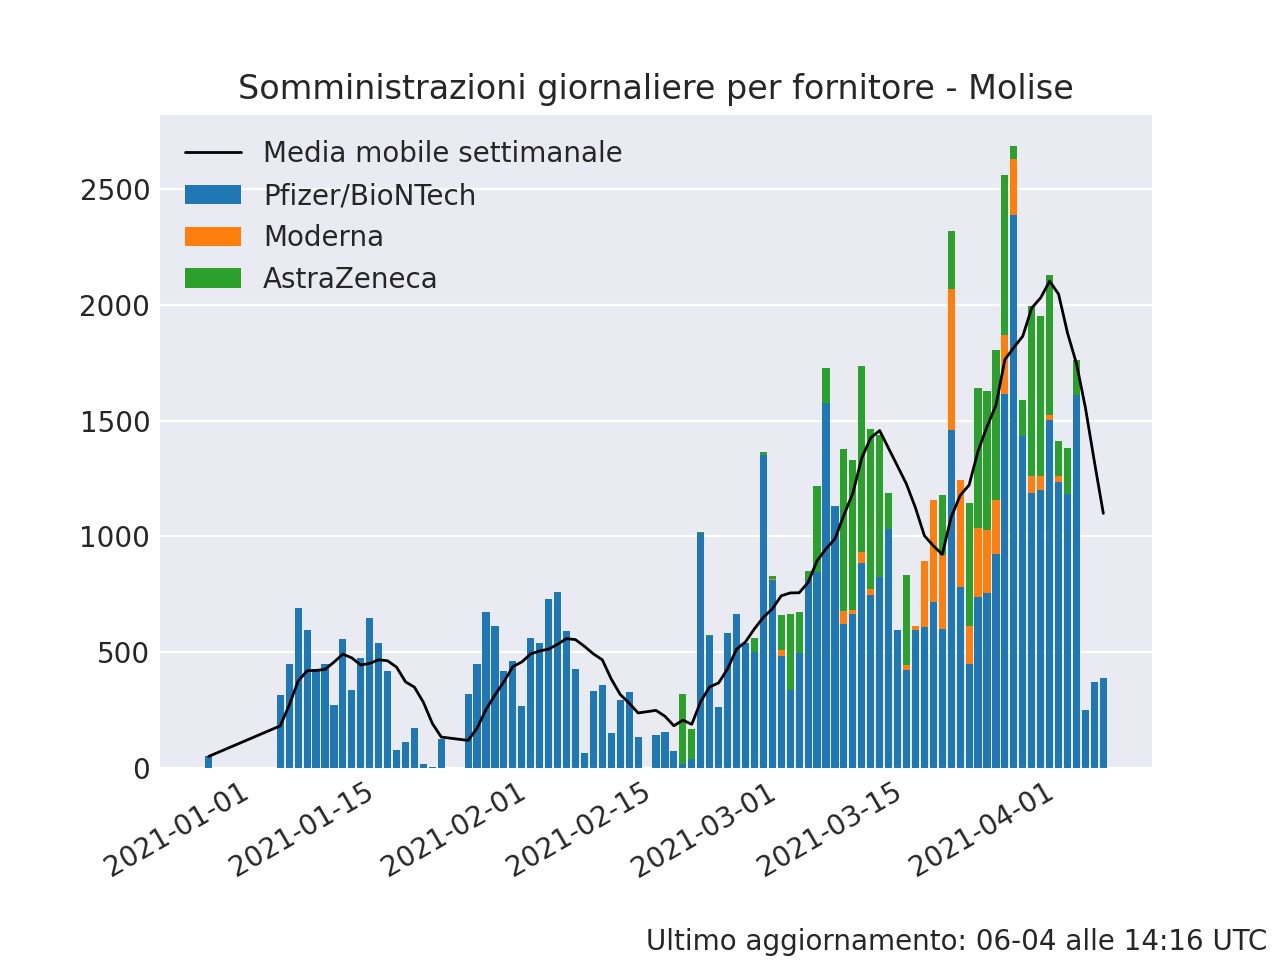 Somministrazioni giornaliere per fornitore - Molise
Media mobile settimanale
Pfizer/BioNTech
Moderna
AstraZeneca
2500
2000
1500
1000
500
0
2021-01-01
2021-01-15
2021-02-01
2021-02-15
2021-03-01
2021-03-15
2021-04-01
Ultimo aggiornamento: 06-04 alle 14:16 UTC